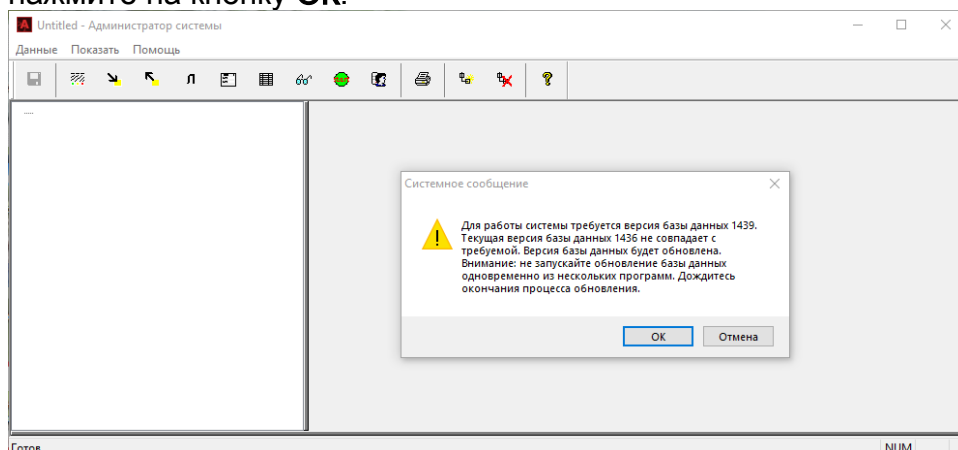 нажмите на кнопку ОК.
Untitled - Администратор системы
Данные Показать Помощь
Л
Системное сообщение
Для работы системы требуется версия базы данных 1439.
Текущая версия базы данных 1436 не совпадает с
требуемой. Версия базы данных будет обновлена.
Внимание: не запускайте обновление базы данных
одновременно из нескольких программ. Дождитесь
окончания процесса обновления.
ОК Отмена
Готов NUM